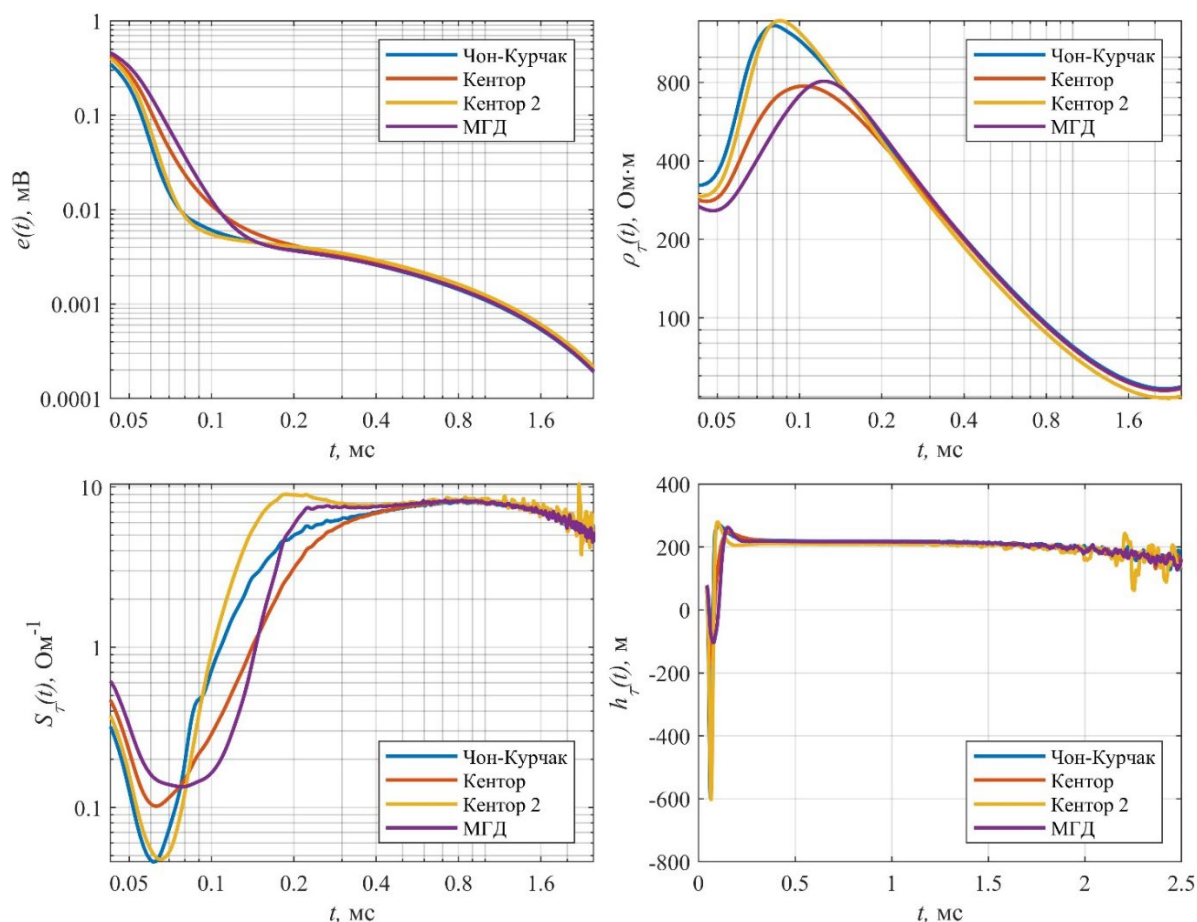 e(t), мВ
1
0.1
0.01
0.001
0.0001
0.05 0.1 0.2 0.4 0.8 1.6
t, мс
Чон-Курчак
Кентор
Кентор 2
МГД
ρτ(t), Ом·м
800
400
200
100
0.05 0.1 0.2 0.4 0.8 1.6
t, мс
Чон-Курчак
Кентор
Кентор 2
МГД
Sτ(t), Ом⁻¹
10
1
0.1
0.05 0.1 0.2 0.4 0.8 1.6
t, мс
Чон-Курчак
Кентор
Кентор 2
МГД
hτ(t), м
400
200
0
-200
-400
-600
-800
0 0.5 1 1.5 2 2.5
t, мс
Чон-Курчак
Кентор
Кентор 2
МГД